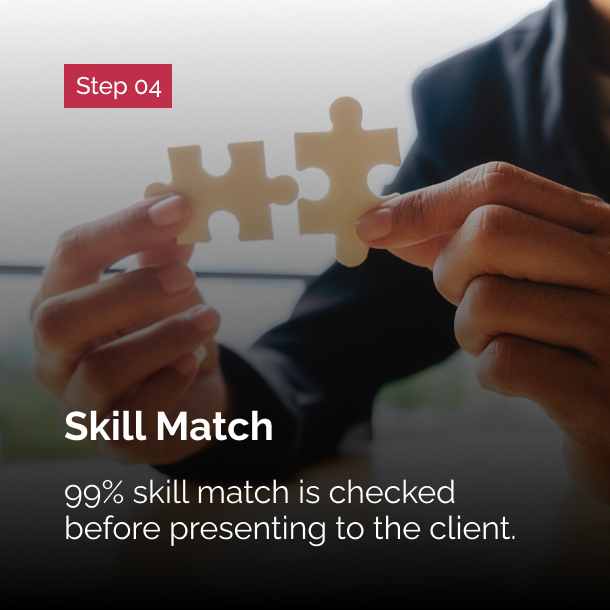 Step 04
Skill Match
99% skill match is checked
before presenting to the client.